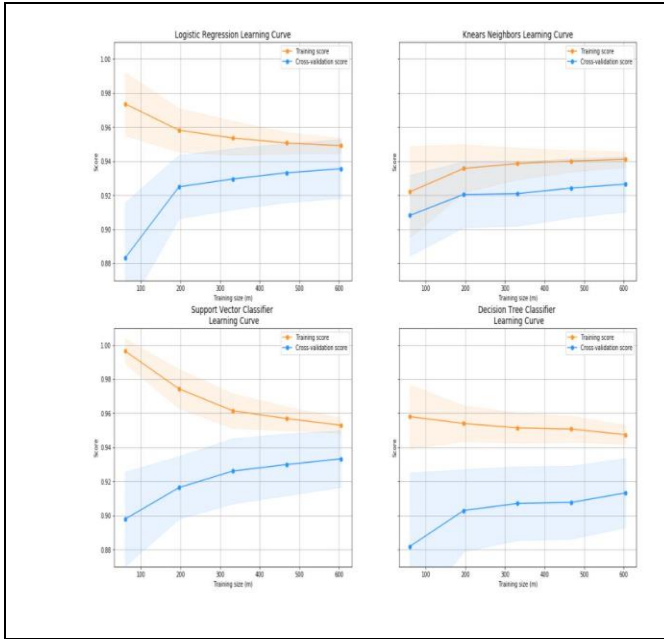 Logistic Regression Learning Curve
Training score
Cross-validation score
1.00
0.98
0.96
0.94
0.92
0.90
0.88
Score
100 200 300 400 500 600
Training size (m)
Knears Neighbors Learning Curve
Training score
Cross-validation score
Score
100 200 300 400 500 600
Training size (m)
Support Vector Classifier
Learning Curve
Training score
Cross-validation score
1.00
0.98
0.96
0.94
0.92
0.90
0.88
Score
100 200 300 400 500 600
Training size (m)
Decision Tree Classifier
Learning Curve
Training score
Cross-validation score
Score
100 200 300 400 500 600
Training size (m)